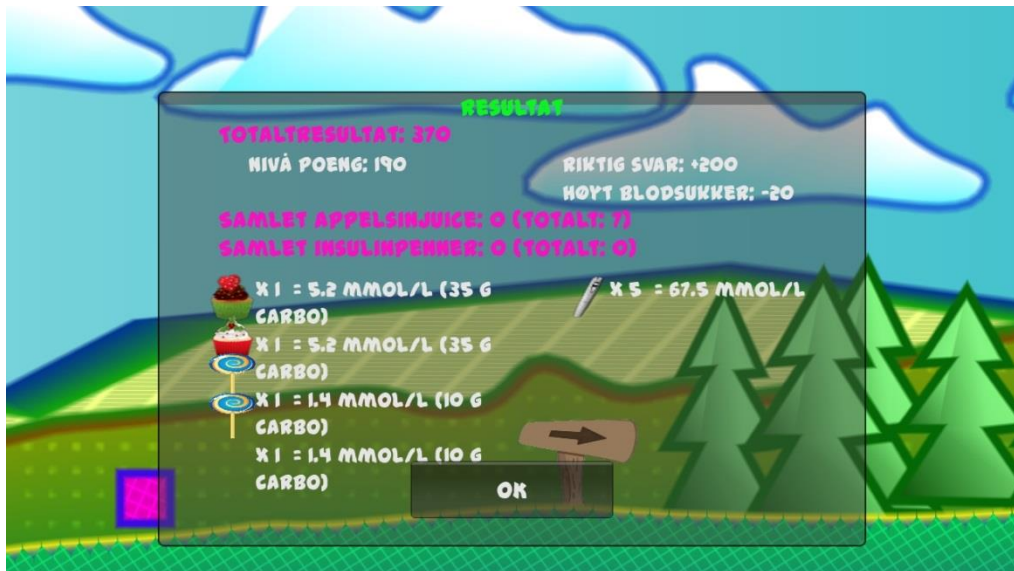 RESULTAT
TOTALTRESULTAT: 370
NIVÅ POENG: 190
RIKTIG SVAR: +200
HØYT BLODSUKKER: -20
SAMLET APPELSINJUICE: 0 (TOTALT: 7)
SAMLET INSULINPENNER: 0 (TOTALT: 0)
X 1 = 5.2 MMOL/L (35 G
CARBO)
X 1 = 5.2 MMOL/L (35 G
CARBO)
X 1 = 1.4 MMOL/L (10 G
CARBO)
X 1 = 1.4 MMOL/L (10 G
CARBO)
X 5 = 67.5 MMOL/L
OK